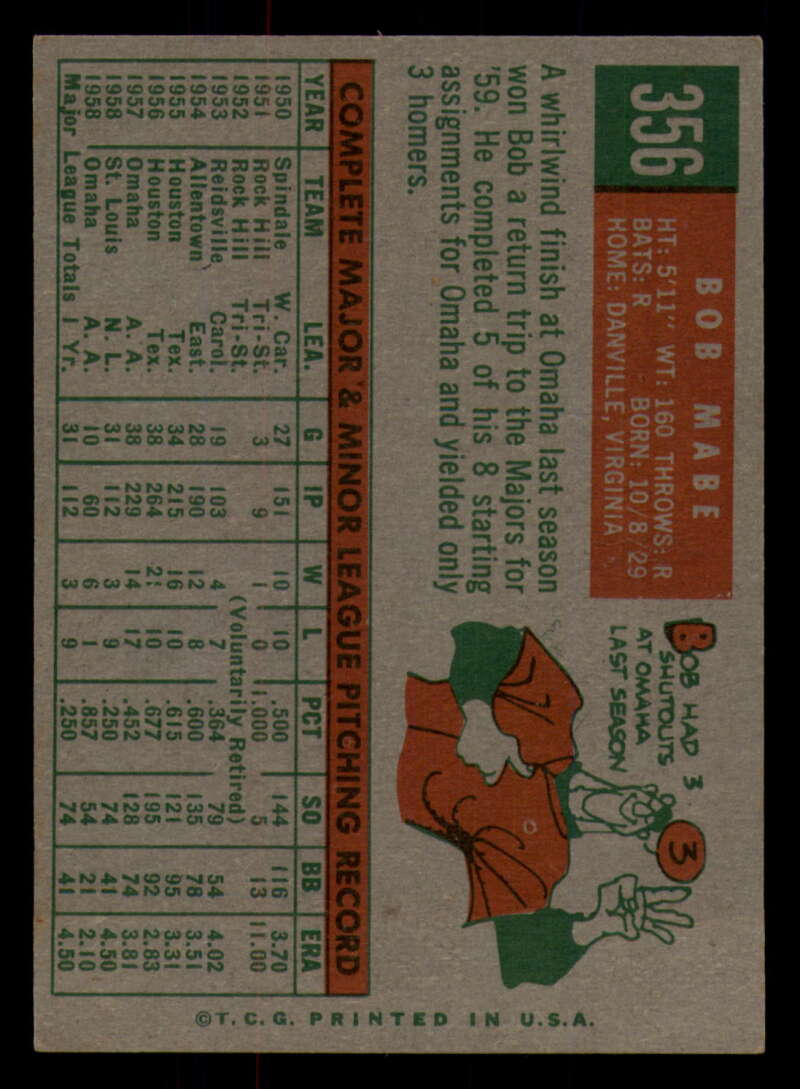 356
BOB MABE
HT: 5'11" WT: 160 THROWS: R
BATS: R - BORN: 10/8/29
HOME: DANVILLE, VIRGINIA
A whirlwind finish at Omaha last season
won Bob a return trip to the Majors for
'59. He completed 5 of his 8 starting
assignments for Omaha and yielded only
3 homers.
BOB HAD 3
SHUTOUTS
AT OMAHA
LAST SEASON
3
COMPLETE MAJOR & MINOR LEAGUE PITCHING RECORD
YEAR TEAM LEA. G IP W L PCT SO BB ERA
1950 Spindale W. Car. 27 151 10 10 .500 144 116 3.70
1951 Rock Hill Tri-St. 3 9 1 0 1.000 5 13 11.00
1952 Rock Hill Tri-St. (Voluntarily Retired)
1953 Reidsville Carol. 19 103 4 7 .364 79 54 4.02
1954 Allentown East. 28 190 12 8 .600 135 78 3.51
1955 Houston Tex. 34 215 16 10 .615 121 95 3.31
1956 Houston Tex. 38 264 21 10 .677 195 92 2.83
1957 Omaha A. A. 38 229 14 17 .452 128 74 3.81
1958 St. Louis N. L. 31 112 3 9 .250 74 41 4.50
1958 Omaha A. A. 10 60 6 1 .857 54 21 2.10
Major League Totals 1 Yr. 31 112 3 9 .250 74 41 4.50
© T. C. G. PRINTED IN U.S.A.